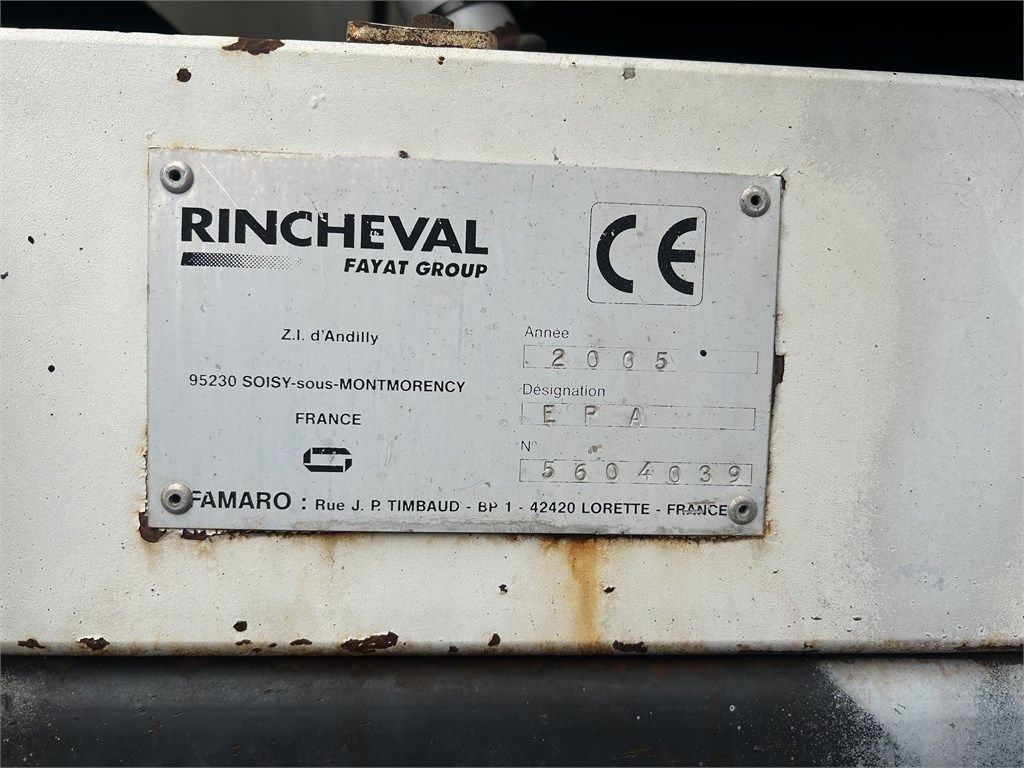 RINCHEVAL
FAYAT GROUP
CE
Z.I. d'Andilly
95230 SOISY-sous-MONTMORENCY
FRANCE
Année
2005
Désignation
EPA
N°
5604039
FAMARO : Rue J. P. TIMBAUD - BP 1 - 42420 LORETTE - FRANCE